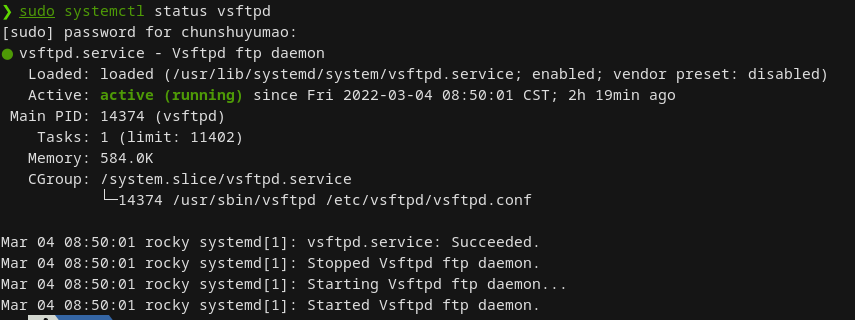 ❯ sudo systemctl status vsftpd
[sudo] password for chunshuyumao:
● vsftpd.service - Vsftpd ftp daemon
   Loaded: loaded (/usr/lib/systemd/system/vsftpd.service; enabled; vendor preset: disabled)
   Active: active (running) since Fri 2022-03-04 08:50:01 CST; 2h 19min ago
 Main PID: 14374 (vsftpd)
    Tasks: 1 (limit: 11402)
   Memory: 584.0K
   CGroup: /system.slice/vsftpd.service
           └─14374 /usr/sbin/vsftpd /etc/vsftpd/vsftpd.conf
Mar 04 08:50:01 rocky systemd[1]: vsftpd.service: Succeeded.
Mar 04 08:50:01 rocky systemd[1]: Stopped Vsftpd ftp daemon.
Mar 04 08:50:01 rocky systemd[1]: Starting Vsftpd ftp daemon...
Mar 04 08:50:01 rocky systemd[1]: Started Vsftpd ftp daemon.